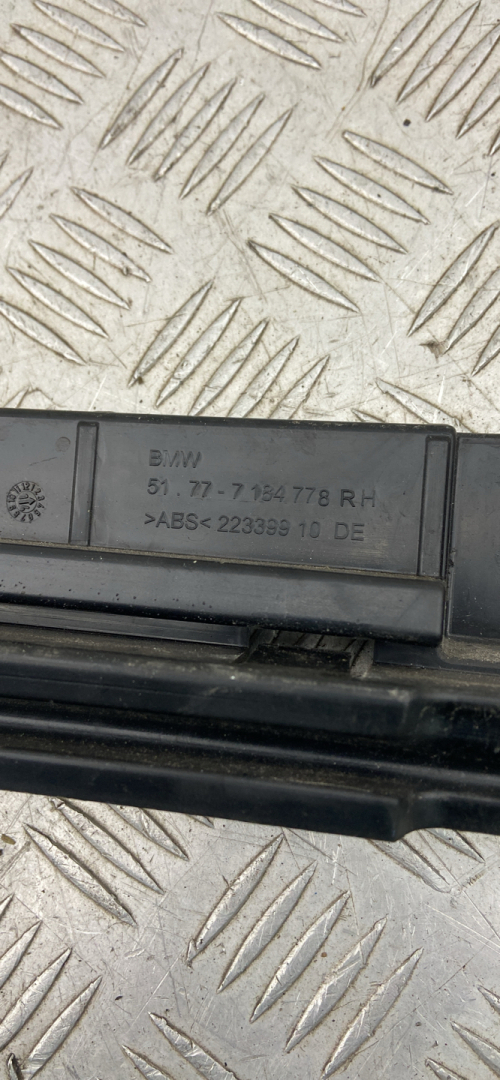 BMW
51.77-7 184 778 RH
>ABS< 223399 10 DE